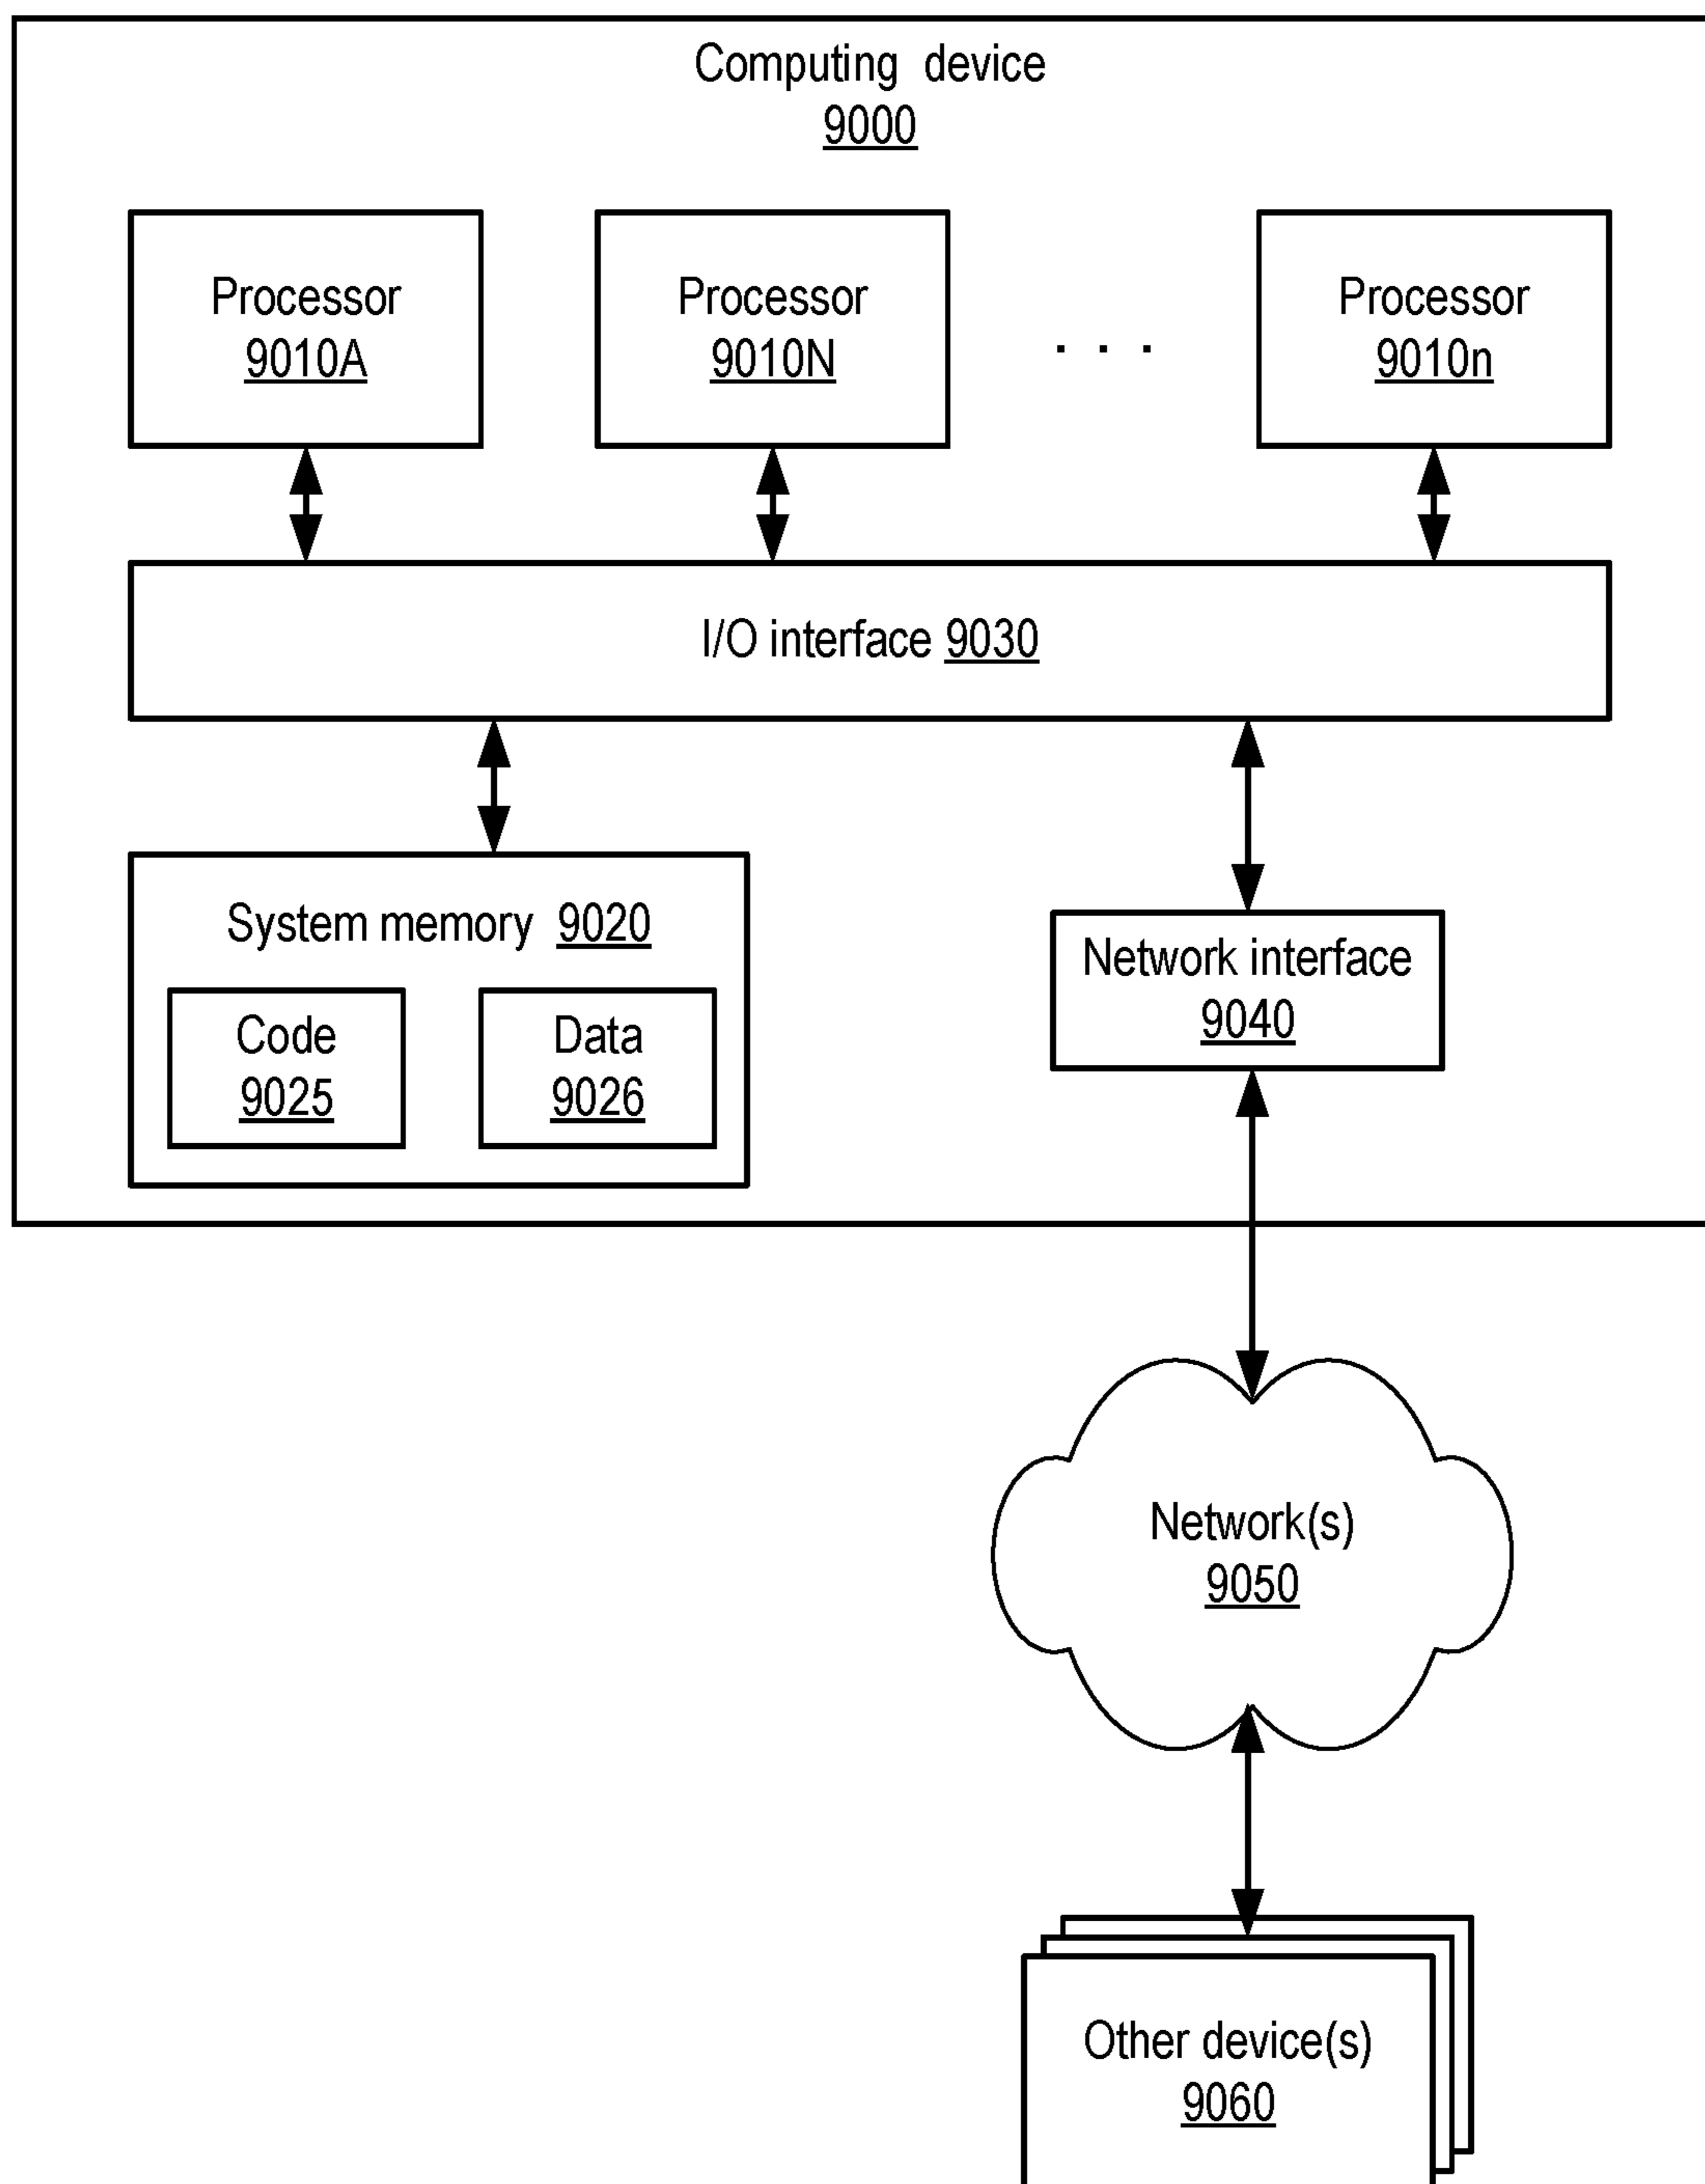 Computing device
9000
Processor
9010A
Processor
9010N
. . .
Processor
9010n
I/O interface 9030
System memory 9020
Code
9025
Data
9026
Network interface
9040
Network(s)
9050
Other device(s)
9060